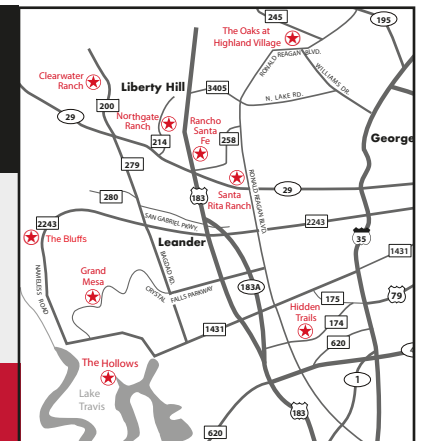 245
195
The Oaks at
Highland Village
RONALD REAGAN BLVD.
WILLIAMS DR.
Clearwater
Ranch
Liberty Hill
3405
N. LAKE RD.
200
29
Northgate
Ranch
Rancho
Santa
Fe
214
258
George
279
RONALD REAGAN BLVD.
280
183
Santa
Rita Ranch
29
2243
SAN GABRIEL PKWY.
2243
The Bluffs
Leander
35
1431
NAMELESS ROAD
BAGDAD RD.
Grand
Mesa
CRYSTAL FALLS PARKWAY
183A
175
79
Hidden
Trails
174
1431
620
The Hollows
Lake
Travis
1
183
620